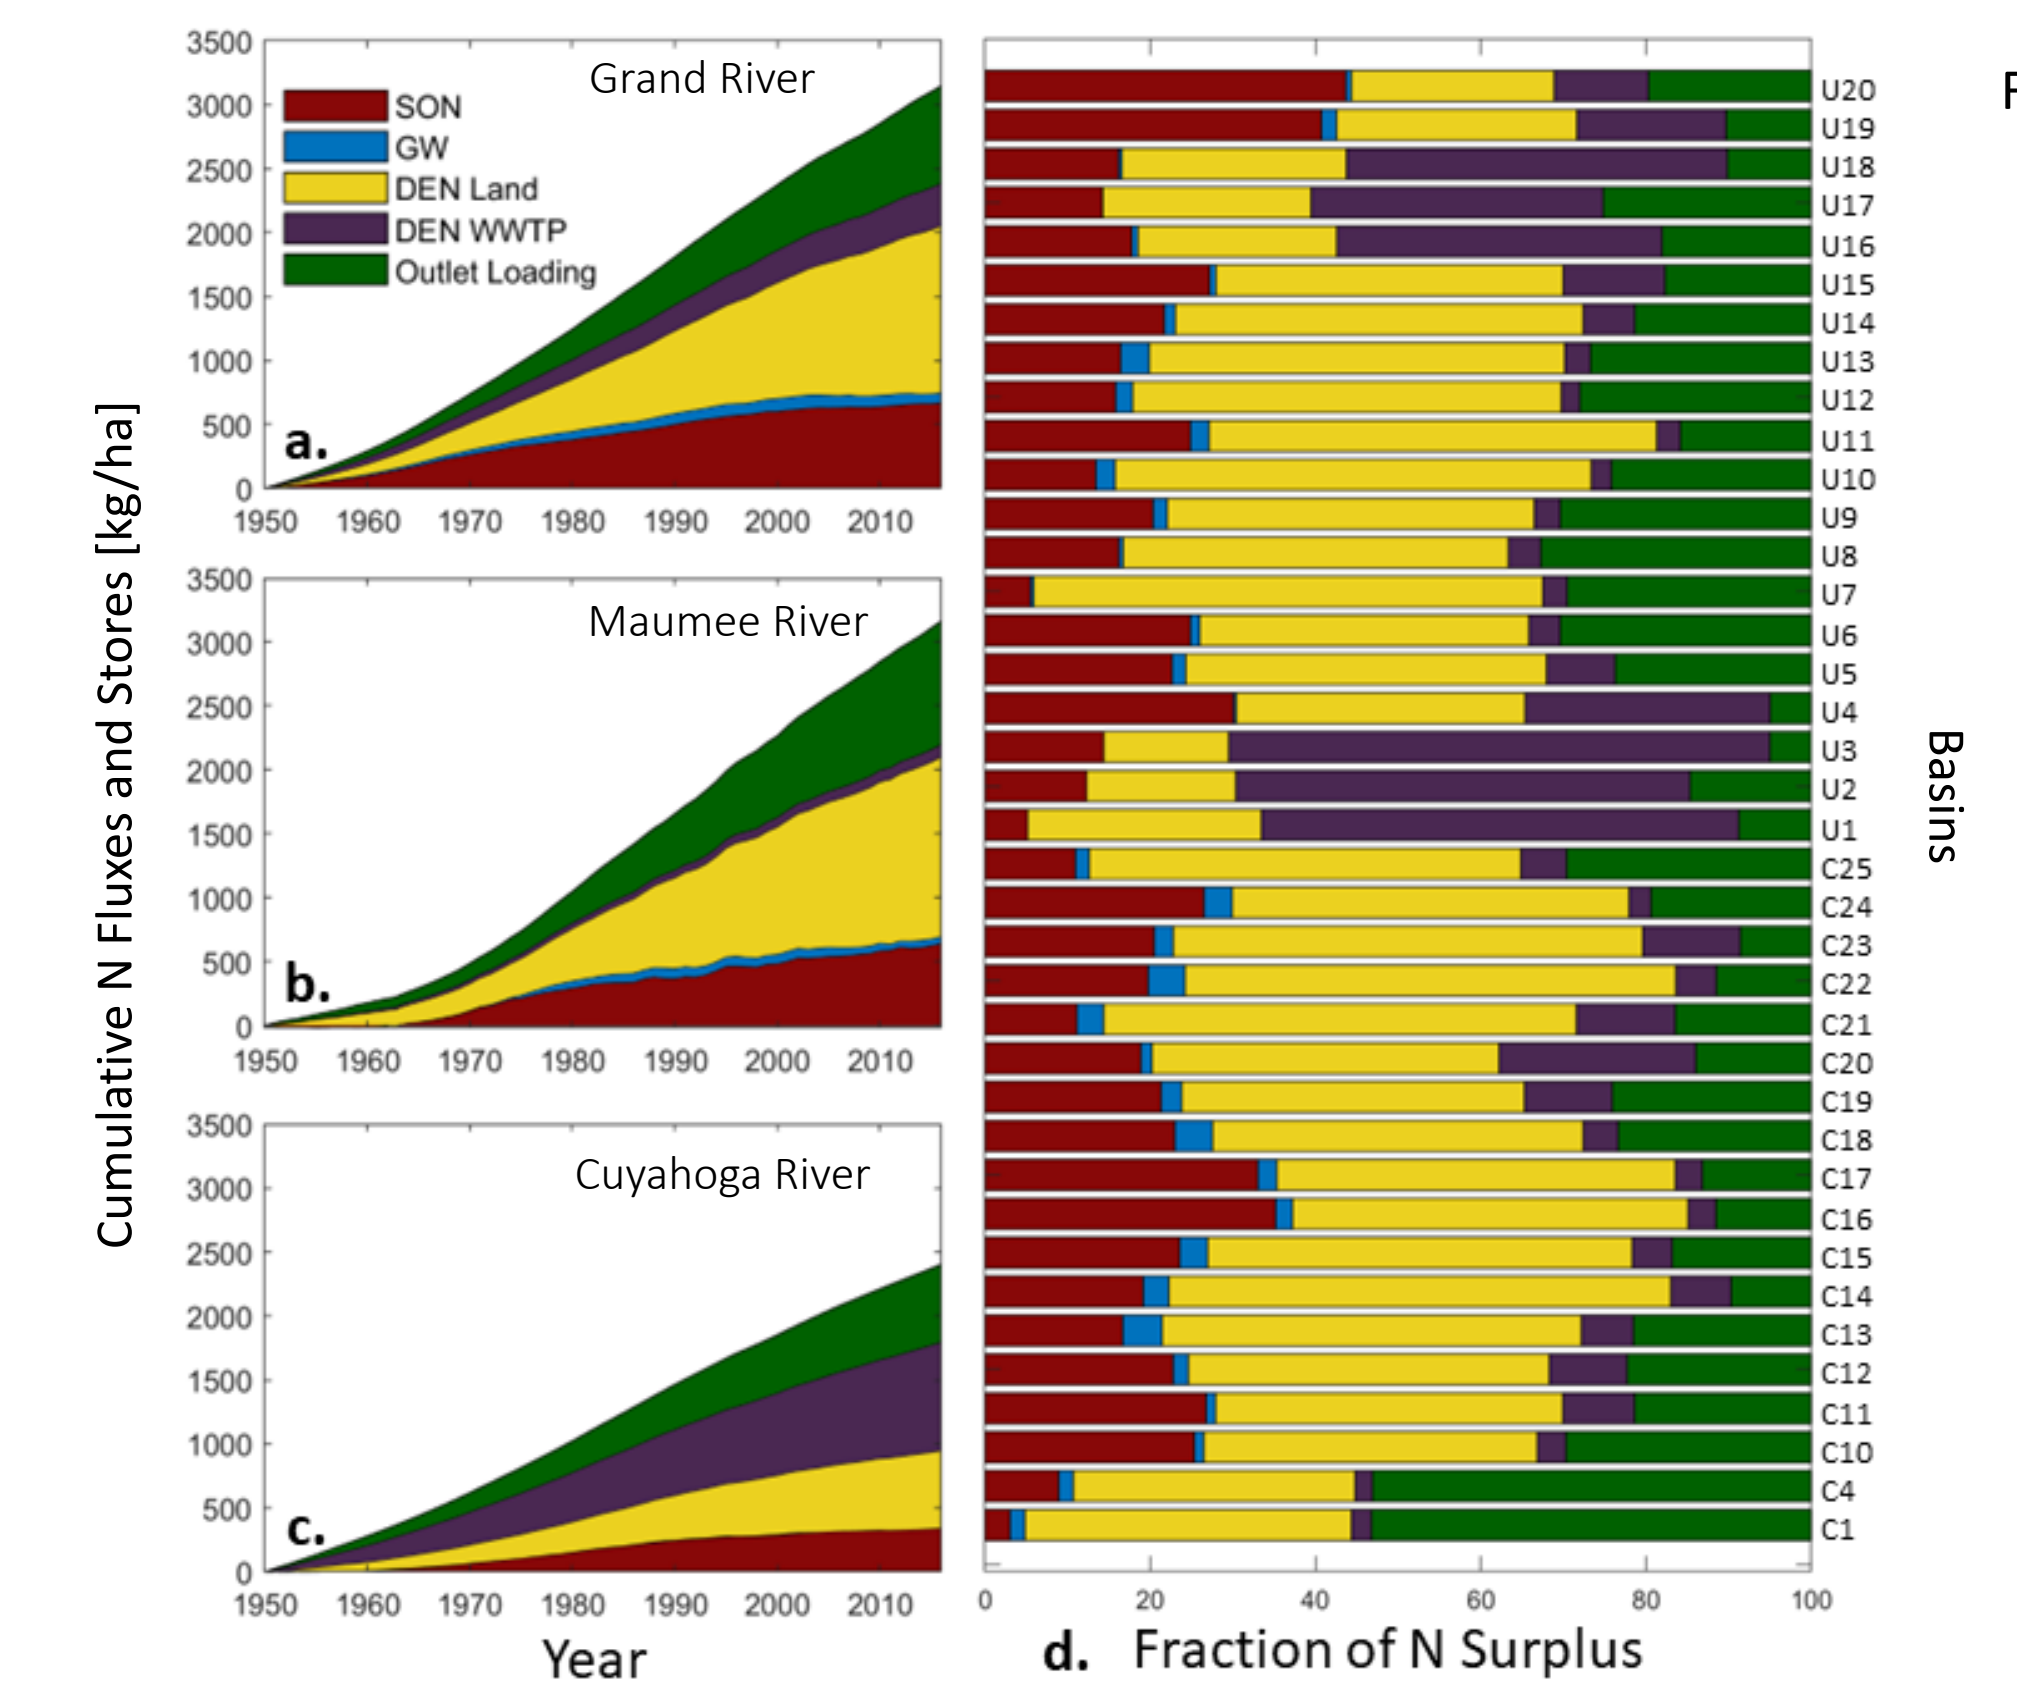 Cumulative N Fluxes and Stores [kg/ha]
3500
3000
2500
2000
1500
1000
500
0
Grand River
SON
GW
DEN Land
DEN WWTP
Outlet Loading
a.
1950 1960 1970 1980 1990 2000 2010
3500
3000
2500
2000
1500
1000
500
0
Maumee River
b.
1950 1960 1970 1980 1990 2000 2010
3500
3000
2500
2000
1500
1000
500
0
Cuyahoga River
c.
1950 1960 1970 1980 1990 2000 2010
Year
U20
U19
U18
U17
U16
U15
U14
U13
U12
U11
U10
U9
U8
U7
U6
U5
U4
U3
U2
U1
C25
C24
C23
C22
C21
C20
C19
C18
C17
C16
C15
C14
C13
C12
C11
C10
C4
C1
0 20 40 60 80 100
d. Fraction of N Surplus
Basins